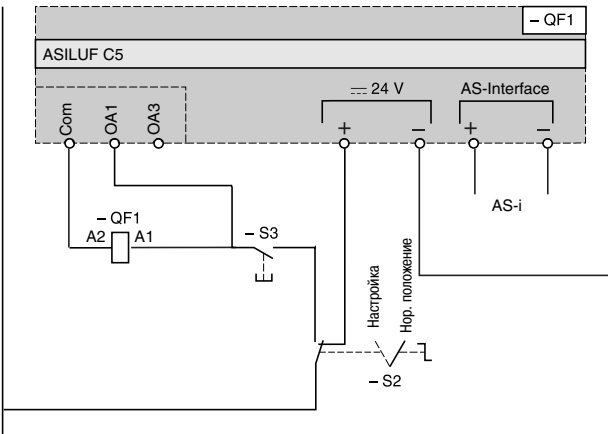 – QF1
ASILUF C5
Com
OA1
OA3
24 V
+
–
AS-Interface
+
–
AS-i
– QF1
A2
A1
– S3
Настройка
Нор. положение
– S2